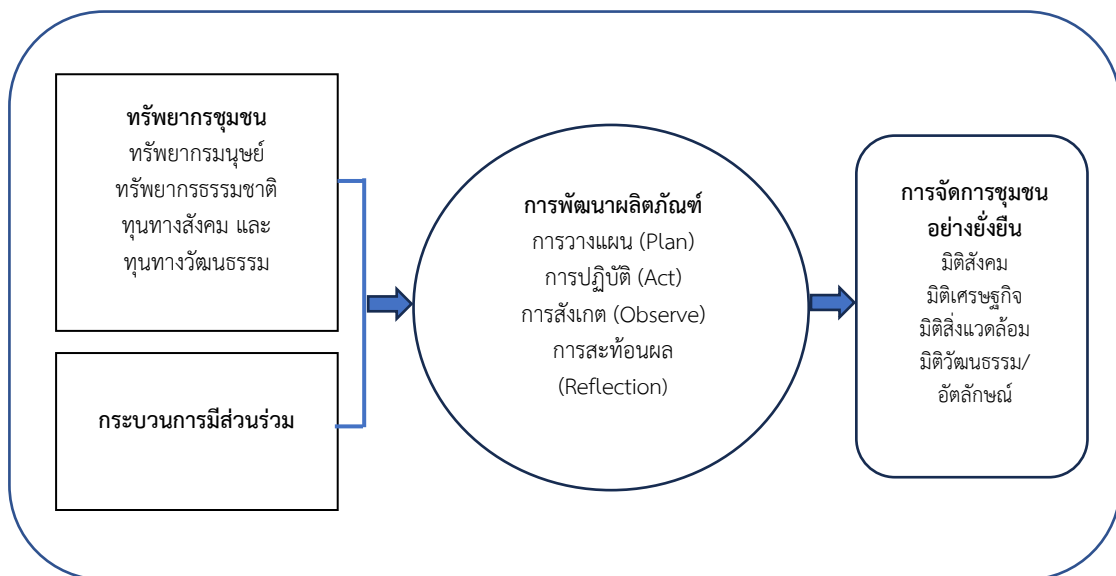 ทรัพยากรชุมชน
ทรัพยากรมนุษย์
ทรัพยากรธรรมชาติ
ทุนทางสังคม และ
ทุนทางวัฒนธรรม
กระบวนการมีส่วนร่วม
การพัฒนาผลิตภัณฑ์
การวางแผน (Plan)
การปฏิบัติ (Act)
การสังเกต (Observe)
การสะท้อนผล
(Reflection)
การจัดการชุมชน
อย่างยั่งยืน
มิติสังคม
มิติเศรษฐกิจ
มิติสิ่งแวดล้อม
มิติวัฒนธรรม/
อัตลักษณ์